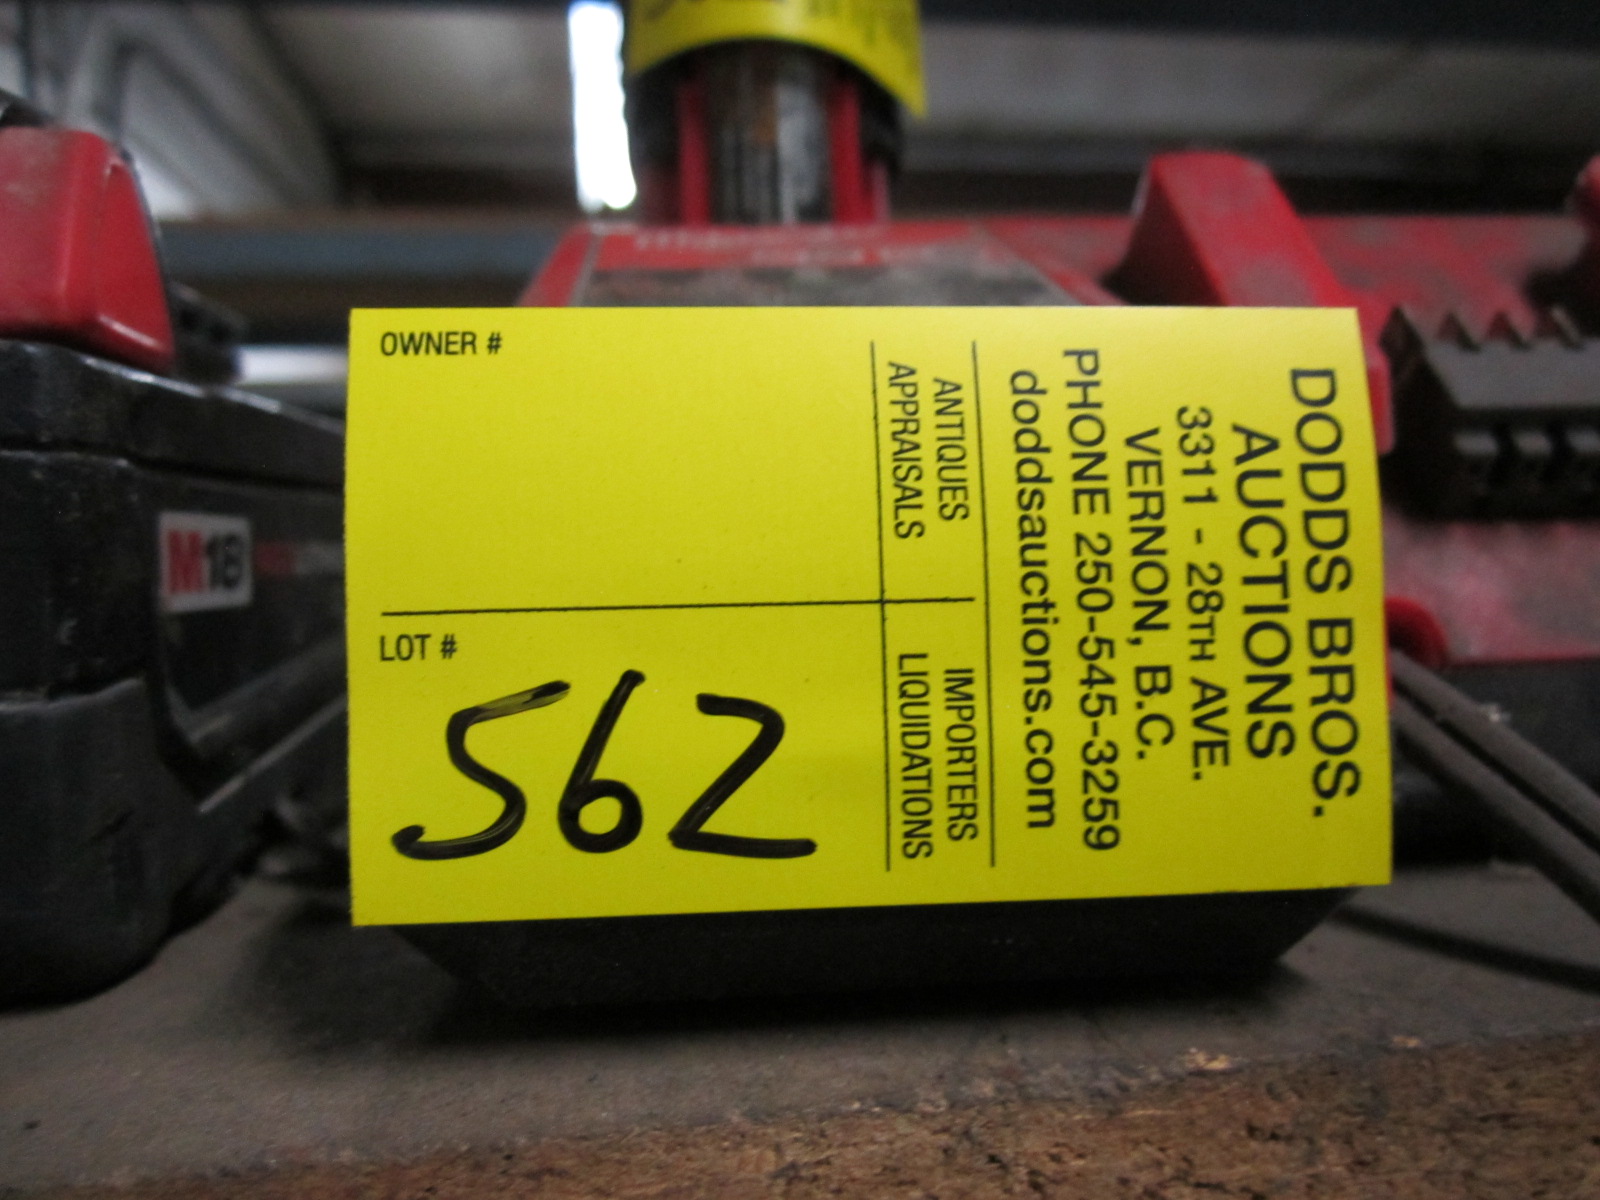 OWNER #
LOT #
562
ANTIQUES
APPRAISALS
IMPORTERS
LIQUIDATIONS
DODDS BROS.
AUCTIONS
3311 - 28TH AVE.
VERNON, B.C.
PHONE 250-545-3259
doddsauctions.com
M18